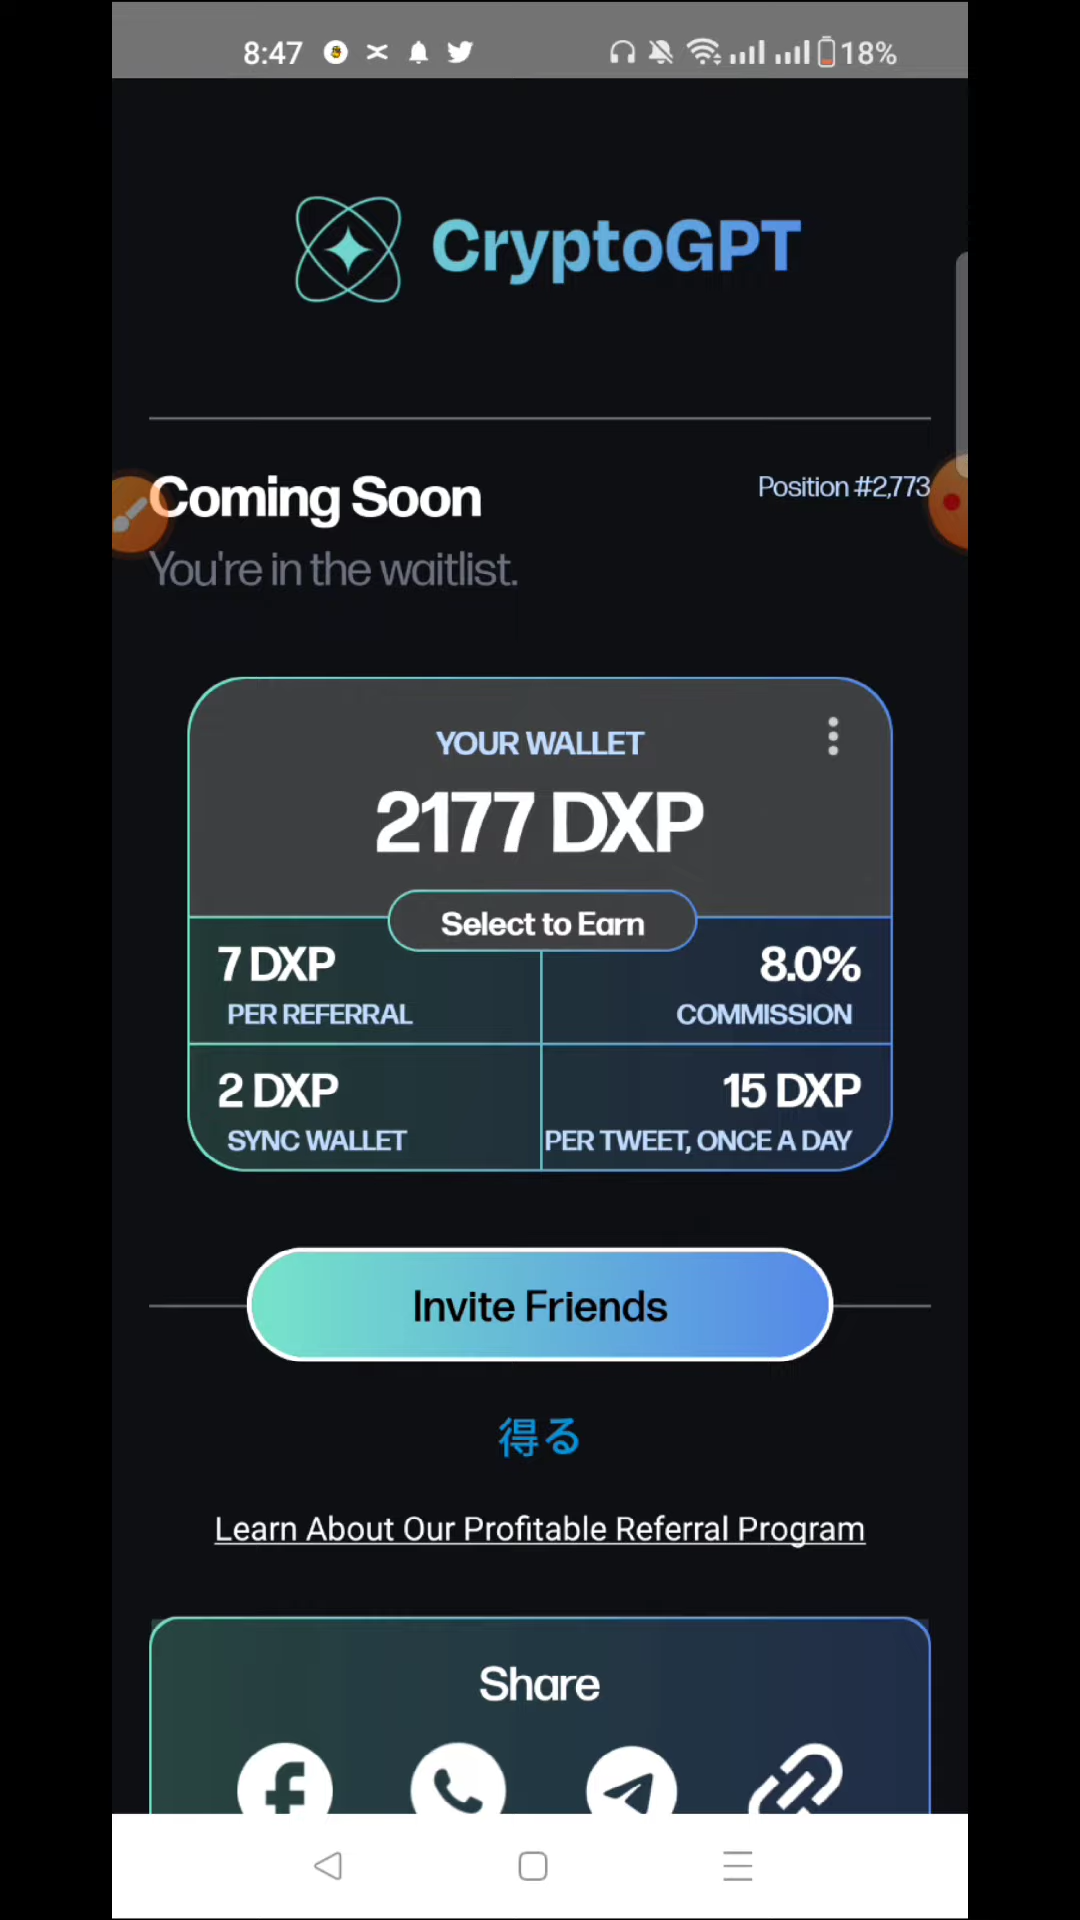 8:47 18%
CryptoGPT
Coming Soon
Position #2,773
You're in the waitlist.
YOUR WALLET
2177 DXP
Select to Earn
7 DXP
PER REFERRAL
8.0%
COMMISSION
2 DXP
SYNC WALLET
15 DXP
PER TWEET, ONCE A DAY
Invite Friends
得る
Learn About Our Profitable Referral Program
Share